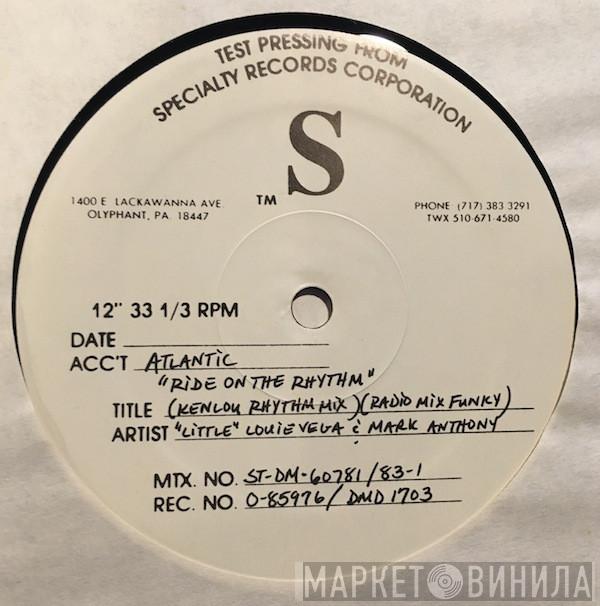 TEST PRESSING FROM
SPECIALTY RECORDS CORPORATION
S
TM
1400 E. LACKAWANNA AVE.
OLYPHANT, PA. 18447
PHONE: (717) 383 3291
TWX 510-671-4580
12" 33 1/3 RPM
DATE
ACC'T ATLANTIC
"RIDE ON THE RHYTHM"
TITLE (KENLOU RHYTHM MIX) (RADIO MIX FUNKY)
ARTIST "LITTLE" LOUIE VEGA & MARK ANTHONY
MTX. NO. ST-DM-60781/83-1
REC. NO. 0-85976/DMD 1703
МАРКЕТ ВИНИЛА